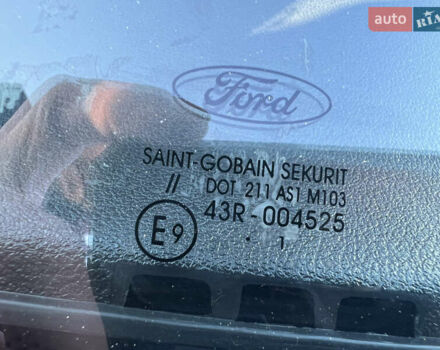 auto RIA
Ford
SAINT-GOBAIN SEKURIT
// DOT 211 AS1 M103
E9 43R-004525
. 1